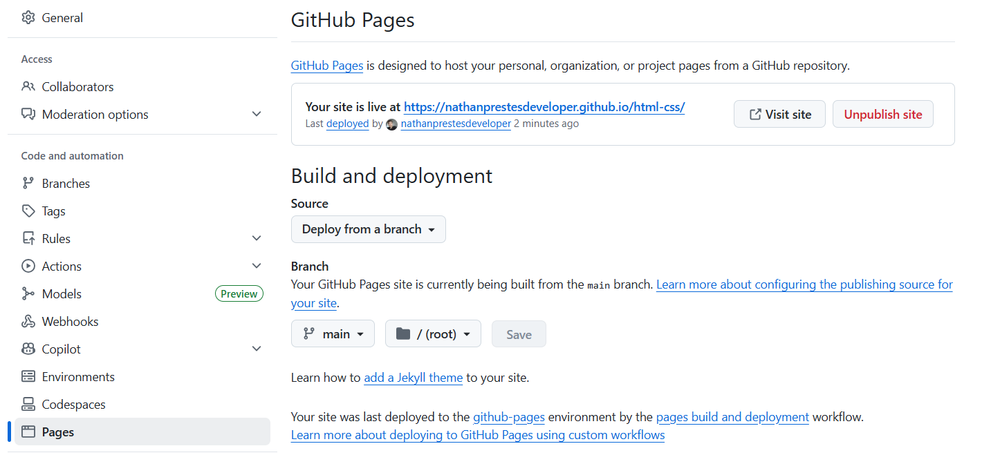 General
Access
Collaborators
Moderation options
Code and automation
Branches
Tags
Rules
Actions
Models Preview
Webhooks
Copilot
Environments
Codespaces
Pages
GitHub Pages
GitHub Pages is designed to host your personal, organization, or project pages from a GitHub repository.
Your site is live at https://nathanprestesdeveloper.github.io/html-css/
Last deployed by nathanprestesdeveloper 2 minutes ago
Visit site
Unpublish site
Build and deployment
Source
Deploy from a branch
Branch
Your GitHub Pages site is currently being built from the main branch. Learn more about configuring the publishing source for
your site.
main / (root) Save
Learn how to add a Jekyll theme to your site.
Your site was last deployed to the github-pages environment by the pages build and deployment workflow.
Learn more about deploying to GitHub Pages using custom workflows